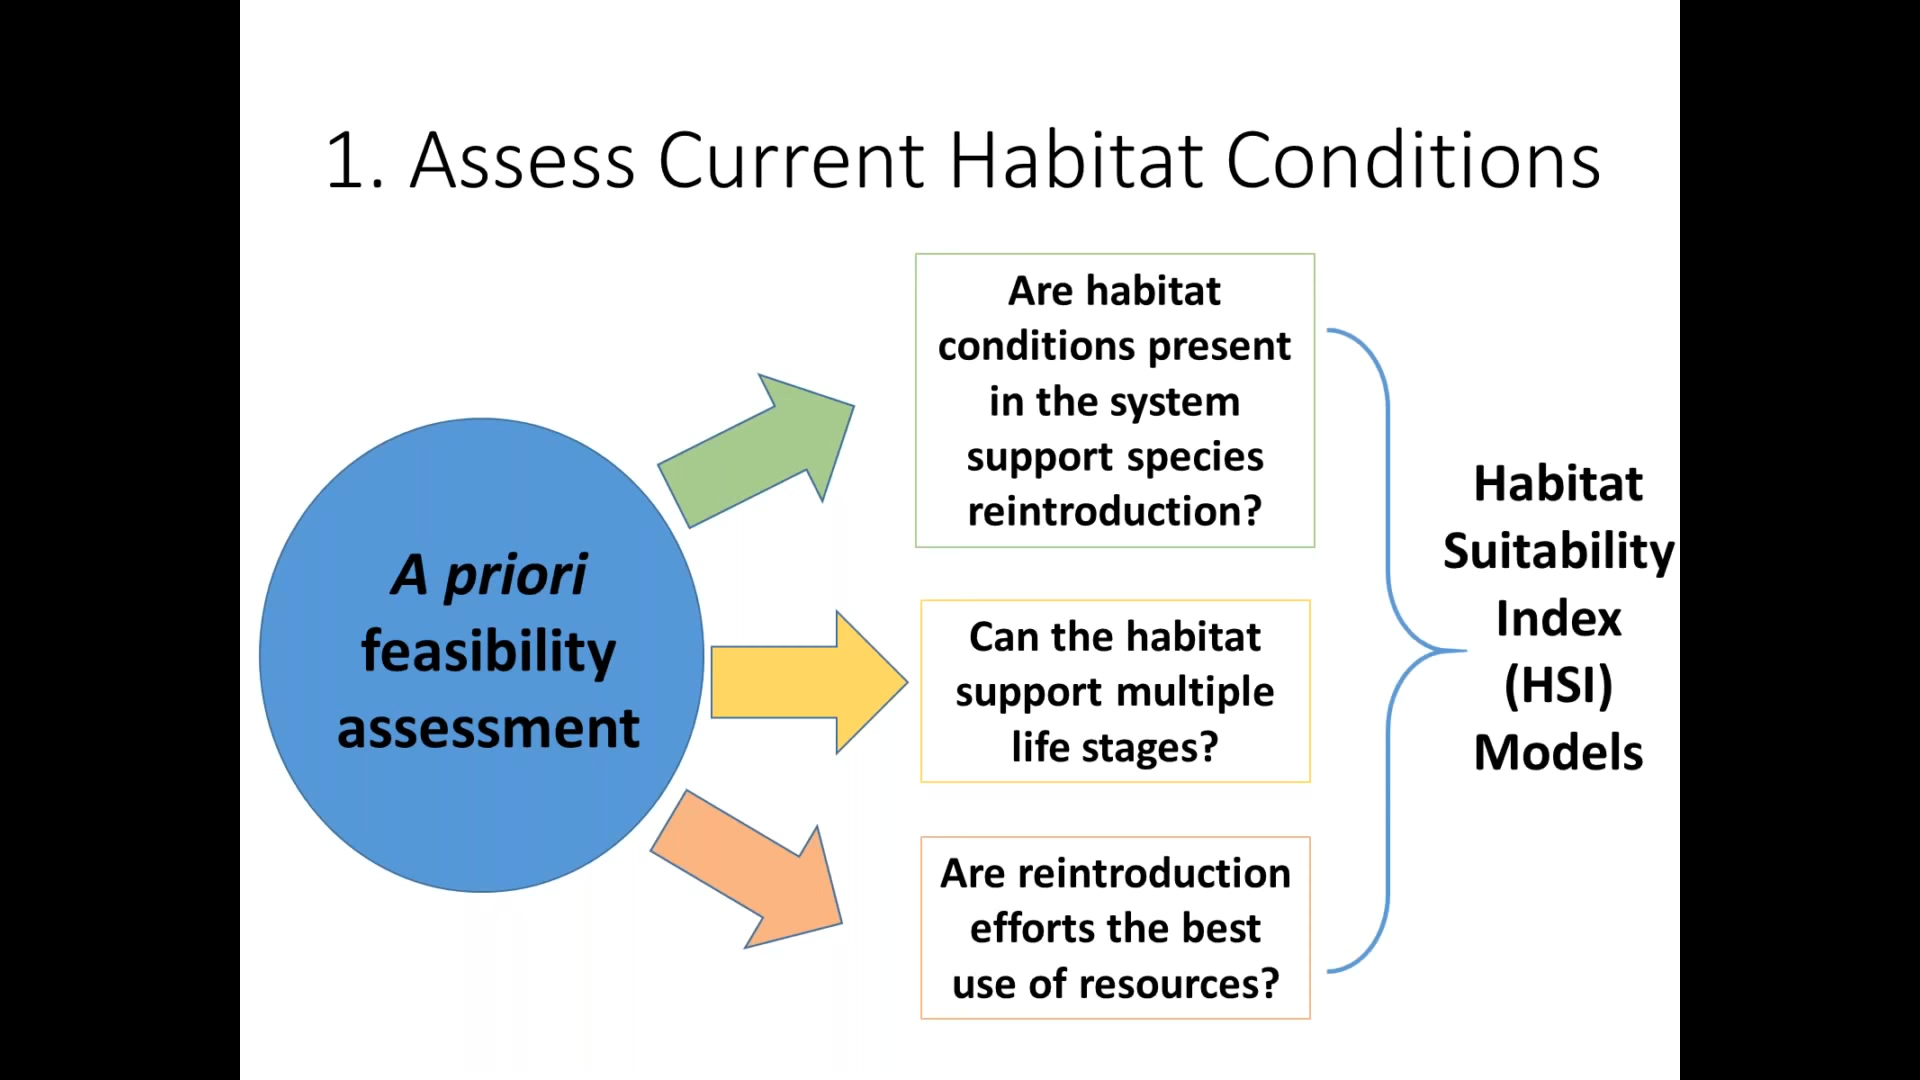 1. Assess Current Habitat Conditions
A priori
feasibility
assessment
Are habitat
conditions present
in the system
support species
reintroduction?
Can the habitat
support multiple
life stages?
Are reintroduction
efforts the best
use of resources?
Habitat
Suitability
Index
(HSI)
Models